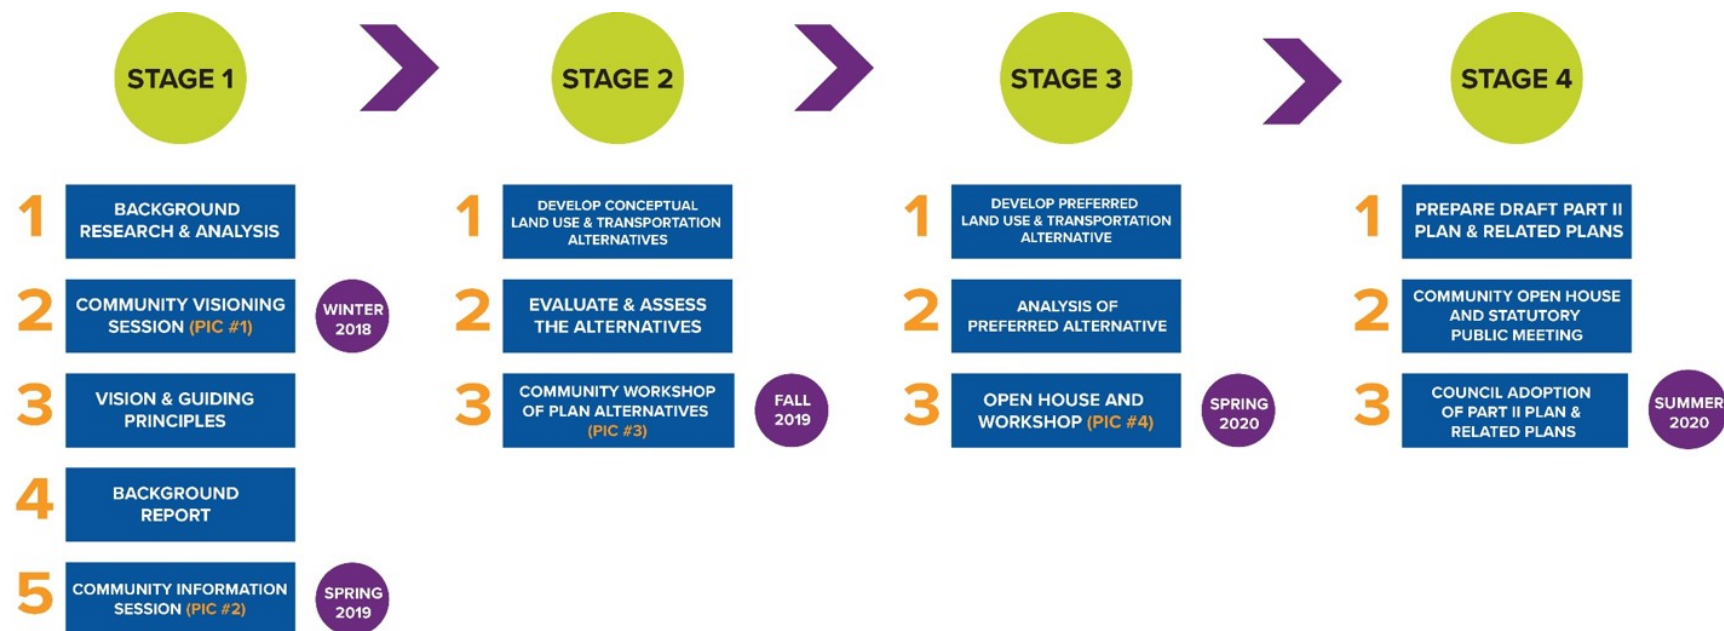 STAGE 1
STAGE 2
STAGE 3
STAGE 4
1
BACKGROUND
RESEARCH & ANALYSIS
2
COMMUNITY VISIONING
SESSION (PIC #1)
WINTER
2018
3
VISION & GUIDING
PRINCIPLES
4
BACKGROUND
REPORT
5
COMMUNITY INFORMATION
SESSION (PIC #2)
SPRING
2019
1
DEVELOP CONCEPTUAL
LAND USE & TRANSPORTATION
ALTERNATIVES
2
EVALUATE & ASSESS
THE ALTERNATIVES
3
COMMUNITY WORKSHOP
OF PLAN ALTERNATIVES
(PIC #3)
FALL
2019
1
DEVELOP PREFERRED
LAND USE & TRANSPORTATION
ALTERNATIVE
2
ANALYSIS OF
PREFERRED ALTERNATIVE
3
OPEN HOUSE AND
WORKSHOP (PIC #4)
SPRING
2020
1
PREPARE DRAFT PART II
PLAN & RELATED PLANS
2
COMMUNITY OPEN HOUSE
AND STATUTORY
PUBLIC MEETING
3
COUNCIL ADOPTION
OF PART II PLAN &
RELATED PLANS
SUMMER
2020